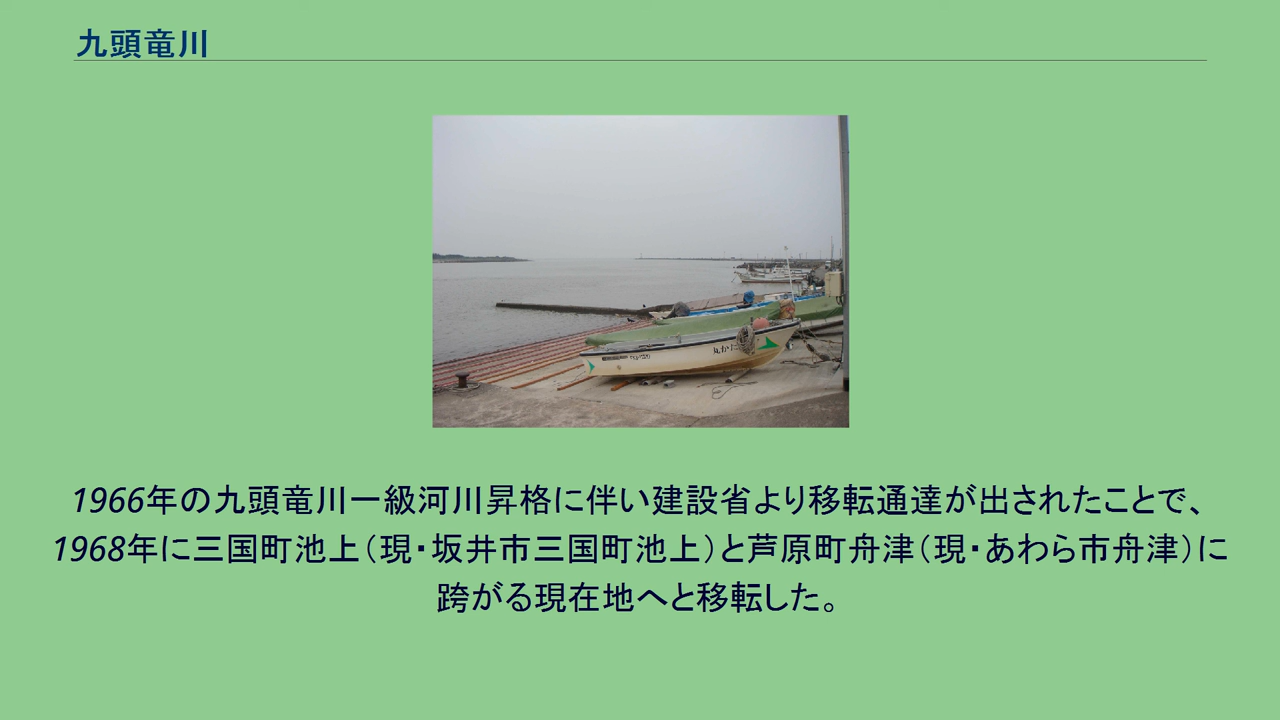 九頭竜川
1966年の九頭竜川一級河川昇格に伴い建設省より移転通達が出されたことで、
1968年に三国町池上（現・坂井市三国町池上）と芦原町舟津（現・あわら市舟津）に
跨がる現在地へと移転した。